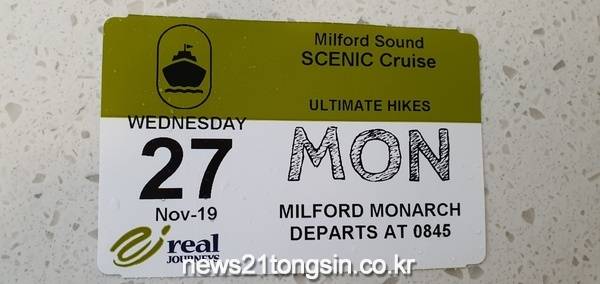 Milford Sound
SCENIC Cruise
ULTIMATE HIKES
WEDNESDAY
27
Nov-19
MON
MILFORD MONARCH
DEPARTS AT 0845
real
JOURNEYS
news21tongsin.co.kr